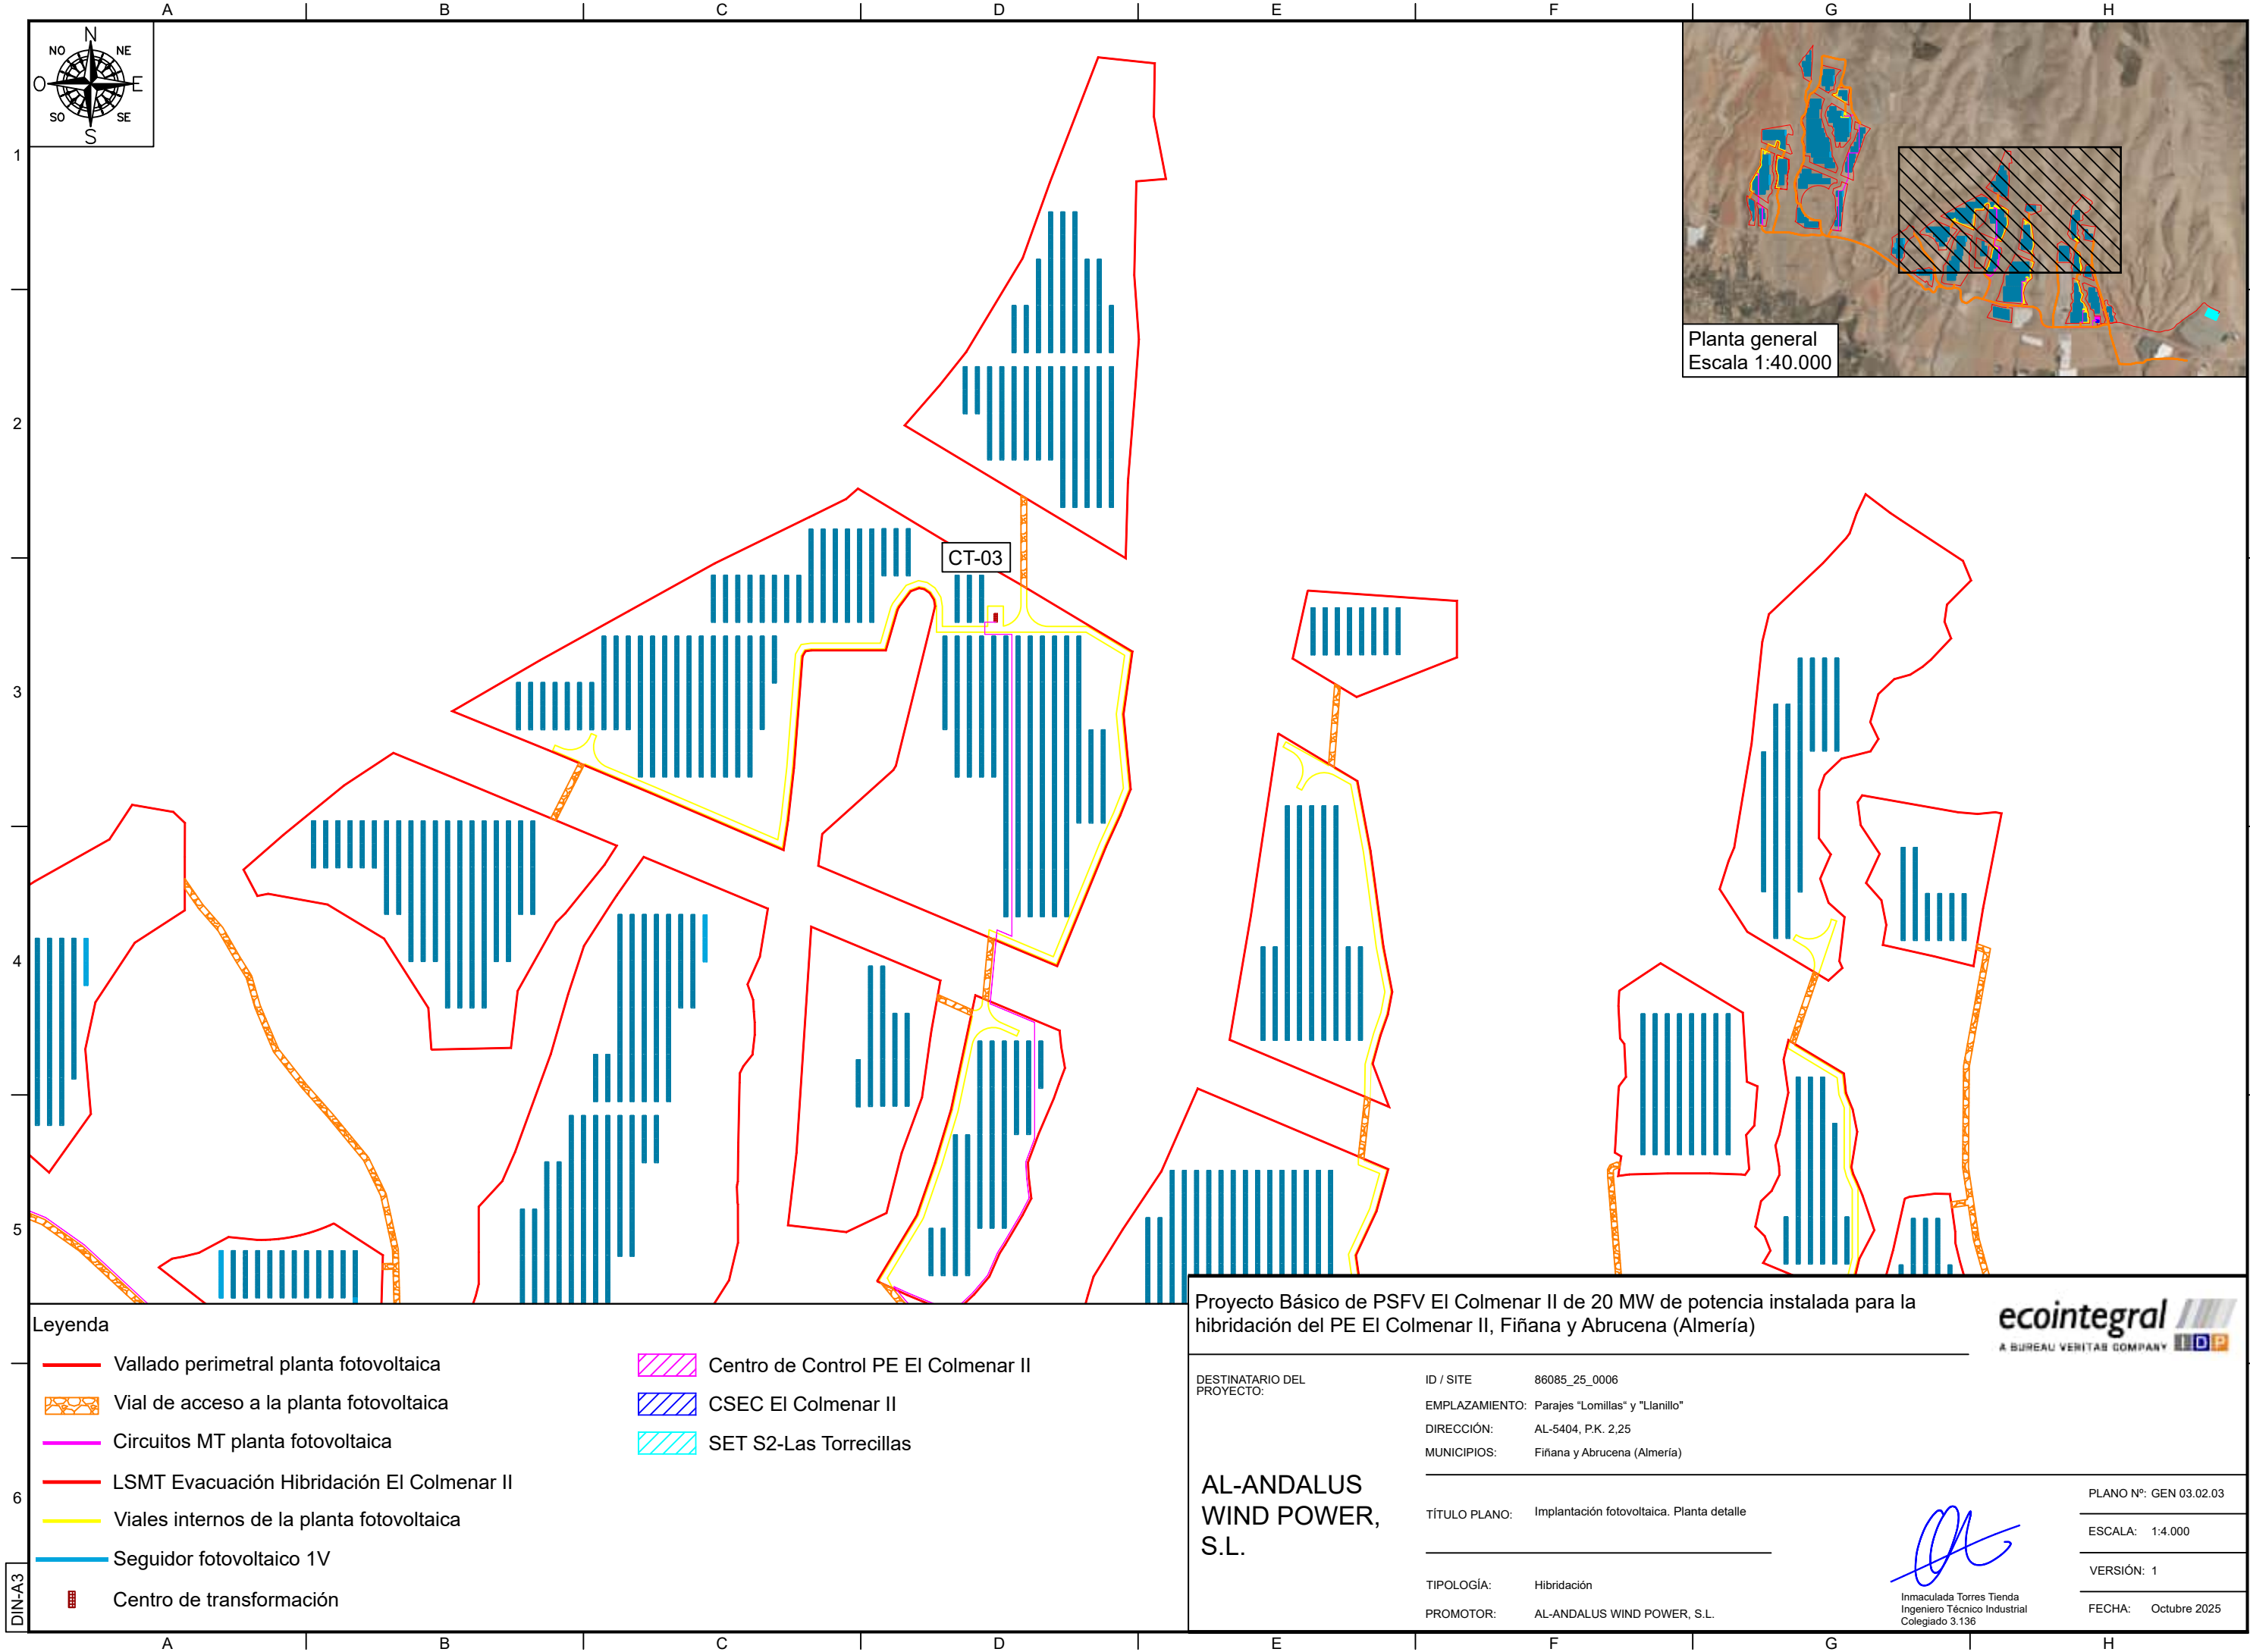 A B C D E F G H
N
NO NE
O E
SO SE
S
1
2
3
4
5
6
Planta general
Escala 1:40.000
CT-03
Leyenda
Vallado perimetral planta fotovoltaica
Vial de acceso a la planta fotovoltaica
Circuitos MT planta fotovoltaica
LSMT Evacuación Hibridación El Colmenar II
Viales internos de la planta fotovoltaica
Seguidor fotovoltaico 1V
Centro de transformación
Centro de Control PE El Colmenar II
CSEC El Colmenar II
SET S2-Las Torrecillas
DIN-A3
Proyecto Básico de PSFV El Colmenar II de 20 MW de potencia instalada para la
hibridación del PE El Colmenar II, Fiñana y Abrucena (Almería)
ecointegral
A BUREAU VERITAS COMPANY IDP
DESTINATARIO DEL
PROYECTO:
AL-ANDALUS
WIND POWER,
S.L.
ID / SITE 86085_25_0006
EMPLAZAMIENTO: Parajes “Lomillas“ y "Llanillo"
DIRECCIÓN: AL-5404, P.K. 2,25
MUNICIPIOS: Fiñana y Abrucena (Almería)
TÍTULO PLANO: Implantación fotovoltaica. Planta detalle
TIPOLOGÍA: Hibridación
PROMOTOR: AL-ANDALUS WIND POWER, S.L.
Inmaculada Torres Tienda
Ingeniero Técnico Industrial
Colegiado 3.136
PLANO Nº: GEN 03.02.03
ESCALA: 1:4.000
VERSIÓN: 1
FECHA: Octubre 2025
A B C D E F G H